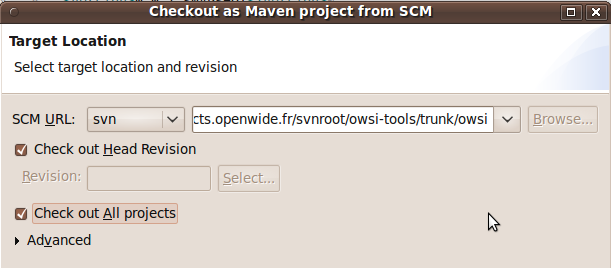 Checkout as Maven project from SCM
Target Location
Select target location and revision
SCM URL: svn cts.openwide.fr/svnroot/owsi-tools/trunk/owsi Browse...
Check out Head Revision
Revision: Select...
Check out All projects
Advanced